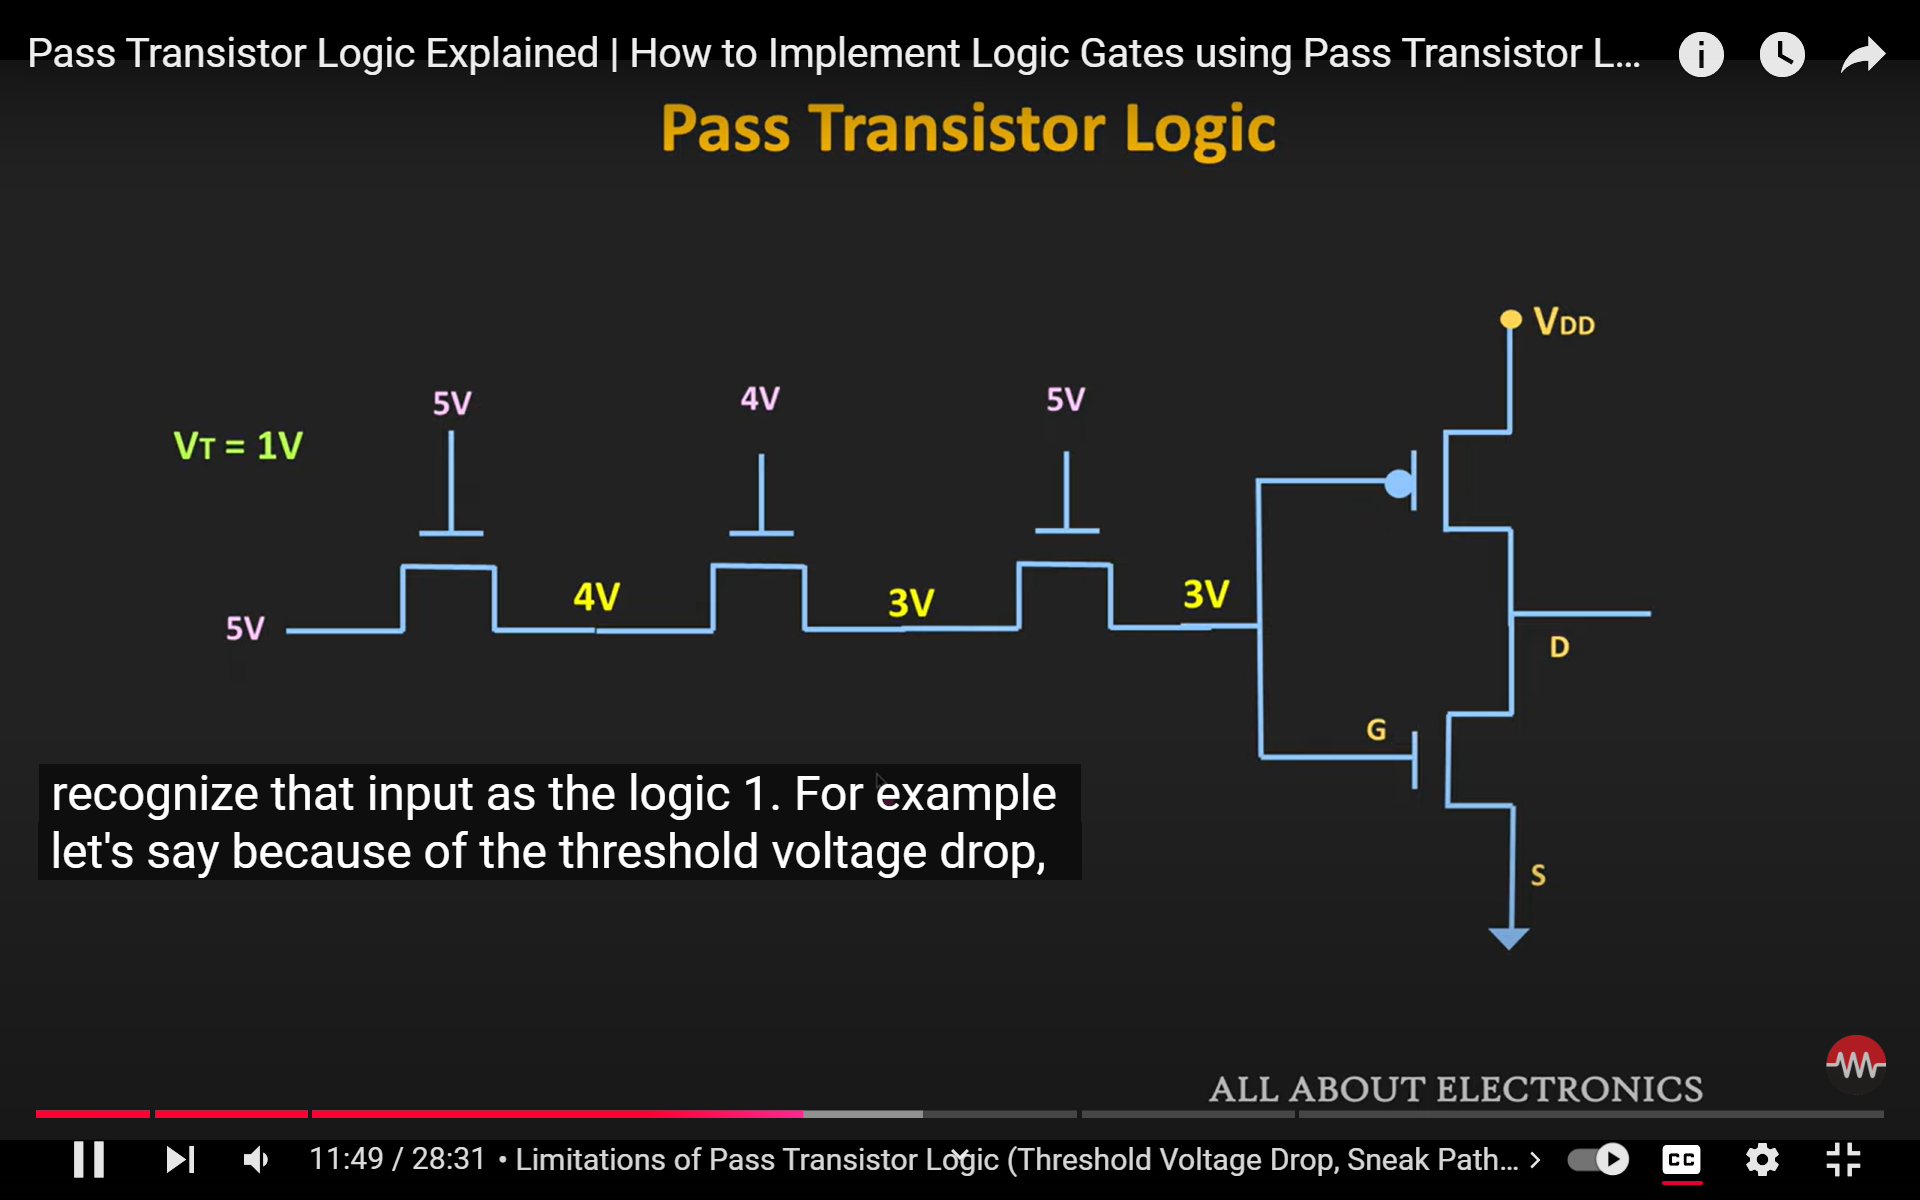 Pass Transistor Logic Explained | How to Implement Logic Gates using Pass Transistor L...
Pass Transistor Logic
VDD
5V
4V
5V
VT = 1V
4V
3V
3V
5V
D
G
recognize that input as the logic 1. For example
let's say because of the threshold voltage drop,
S
ALL ABOUT ELECTRONICS
11:49 / 28:31 • Limitations of Pass Transistor Logic (Threshold Voltage Drop, Sneak Path...
CC